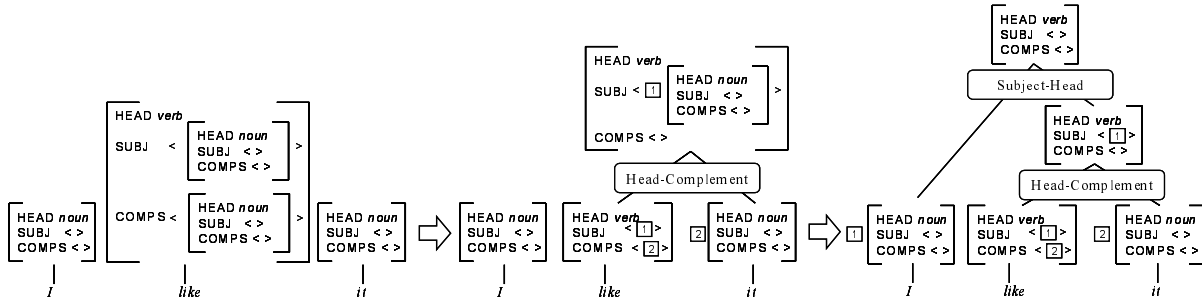 HEAD noun
SUBJ < >
COMPS < >
I
HEAD verb
SUBJ < HEAD noun >
SUBJ < >
COMPS < >
COMPS < HEAD noun >
SUBJ < >
COMPS < >
like
HEAD noun
SUBJ < >
COMPS < >
it
HEAD noun
SUBJ < >
COMPS < >
I
HEAD verb
SUBJ < 1 HEAD noun >
SUBJ < >
COMPS < >
COMPS < >
Head-Complement
HEAD verb
SUBJ < 1 >
COMPS < 2 >
like
2 HEAD noun
SUBJ < >
COMPS < >
it
HEAD verb
SUBJ < >
COMPS < >
Subject-Head
HEAD verb
SUBJ < 1 >
COMPS < >
Head-Complement
1 HEAD noun
SUBJ < >
COMPS < >
I
HEAD verb
SUBJ < 1 >
COMPS < 2 >
like
2 HEAD noun
SUBJ < >
COMPS < >
it